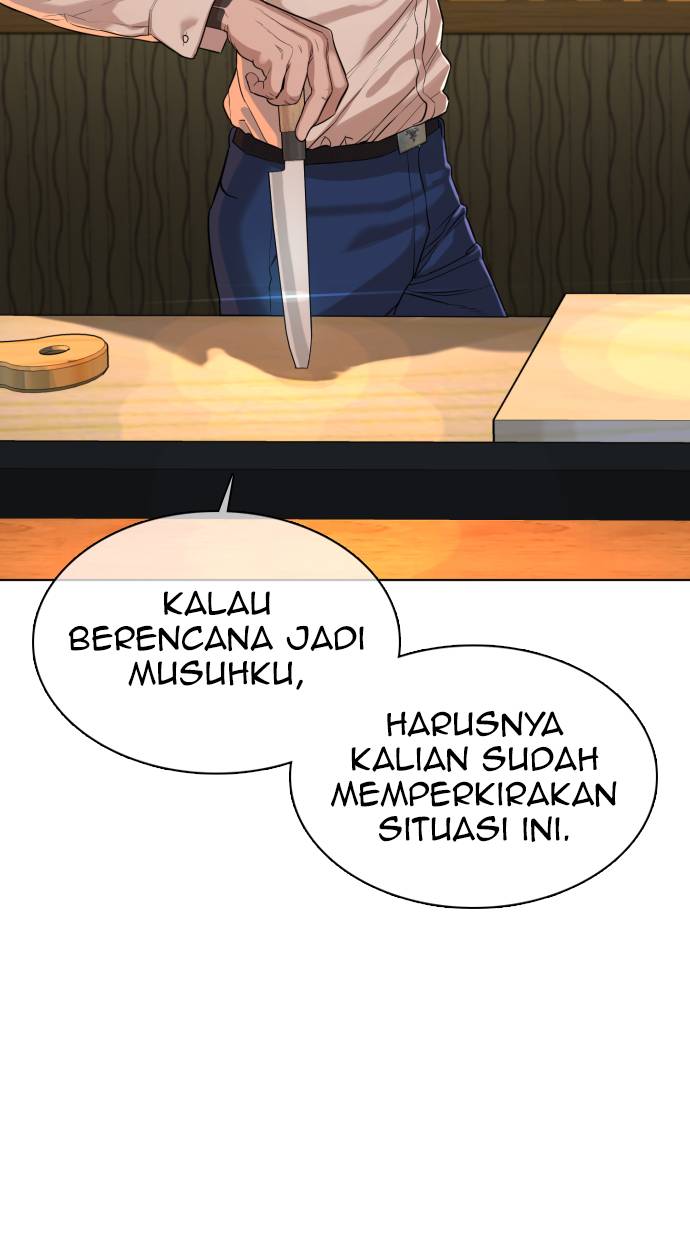 KALAU
BERENCANA JADI
MUSUHKU,
HARUSNYA
KALIAN SUDAH
MEMPERKIRAKAN
SITUASI INI.